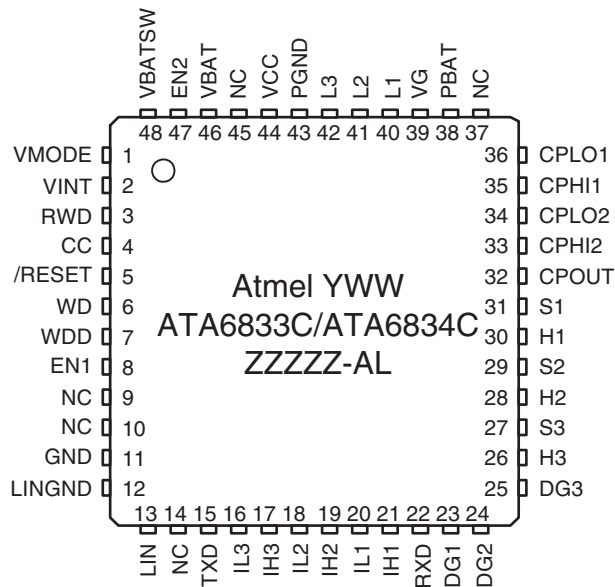 VBATSW EN2 VBAT NC VCC PGND L3 L2 L1 VG PBAT NC
48 47 46 45 44 43 42 41 40 39 38 37
VMODE 1 36 CPLO1
VINT 2 35 CPHI1
RWD 3 34 CPLO2
CC 4 33 CPHI2
/RESET 5 32 CPOUT
WD 6 31 S1
WDD 7 30 H1
EN1 8 29 S2
NC 9 28 H2
NC 10 27 S3
GND 11 26 H3
LINGND 12 25 DG3
Atmel YWW
ATA6833C/ATA6834C
ZZZZZ-AL
13 14 15 16 17 18 19 20 21 22 23 24
LIN NC TXD IL3 IH3 IL2 IH2 IL1 IH1 RXD DG1 DG2